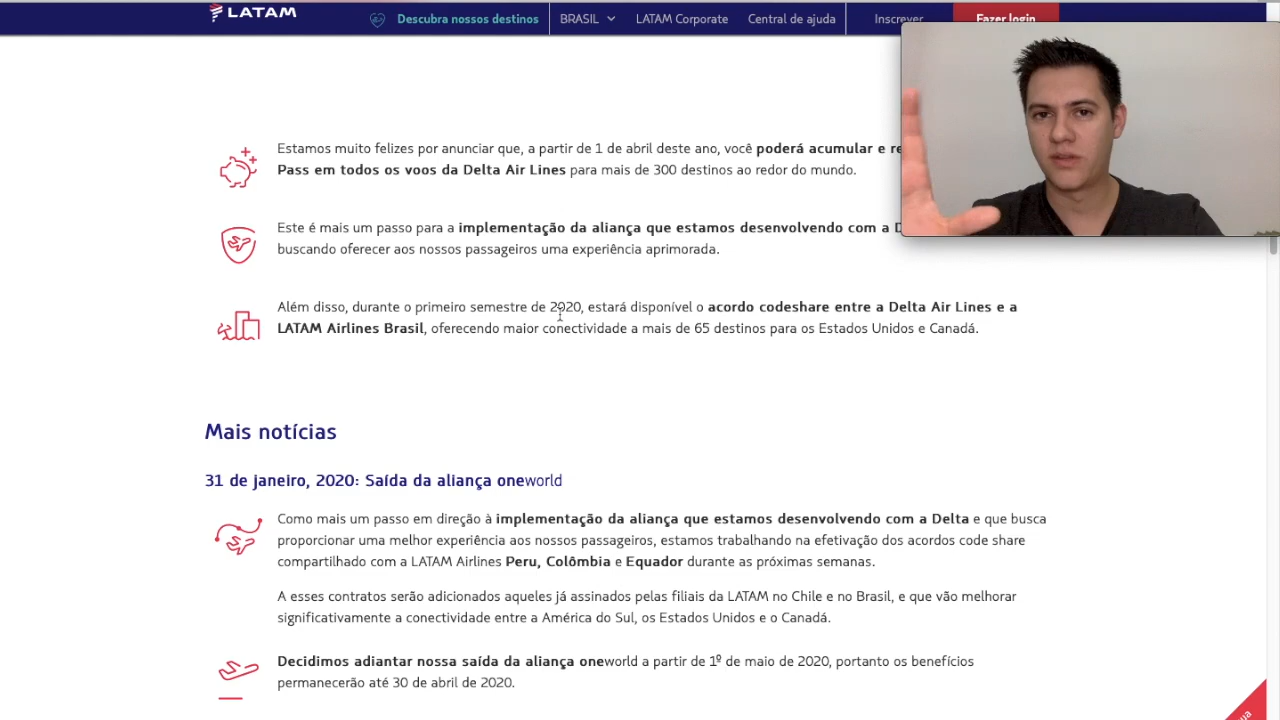 LATAM
Descubra nossos destinos
BRASIL
LATAM Corporate
Central de ajuda
Inscrever
Fazer login
Estamos muito felizes por anunciar que, a partir de 1 de abril deste ano, você poderá acumular e
Pass em todos os voos da Delta Air Lines para mais de 300 destinos ao redor do mundo.
Este é mais um passo para a implementação da aliança que estamos desenvolvendo com a
buscando oferecer aos nossos passageiros uma experiência aprimorada.
Além disso, durante o primeiro semestre de 2020, estará disponível o acordo codeshare entre a Delta Air Lines e a
LATAM Airlines Brasil, oferecendo maior conectividade a mais de 65 destinos para os Estados Unidos e Canadá.
Mais notícias
31 de janeiro, 2020: Saída da aliança oneworld
Como mais um passo em direção à implementação da aliança que estamos desenvolvendo com a Delta e que busca
proporcionar uma melhor experiência aos nossos passageiros, estamos trabalhando na efetivação dos acordos code share
compartilhado com a LATAM Airlines Peru, Colômbia e Equador durante as próximas semanas.
A esses contratos serão adicionados aqueles já assinados pelas filiais da LATAM no Chile e no Brasil, e que vão melhorar
significativamente a conectividade entre a América do Sul, os Estados Unidos e o Canadá.
Decidimos adiantar nossa saída da aliança oneworld a partir de 1º de maio de 2020, portanto os benefícios
permanecerão até 30 de abril de 2020.